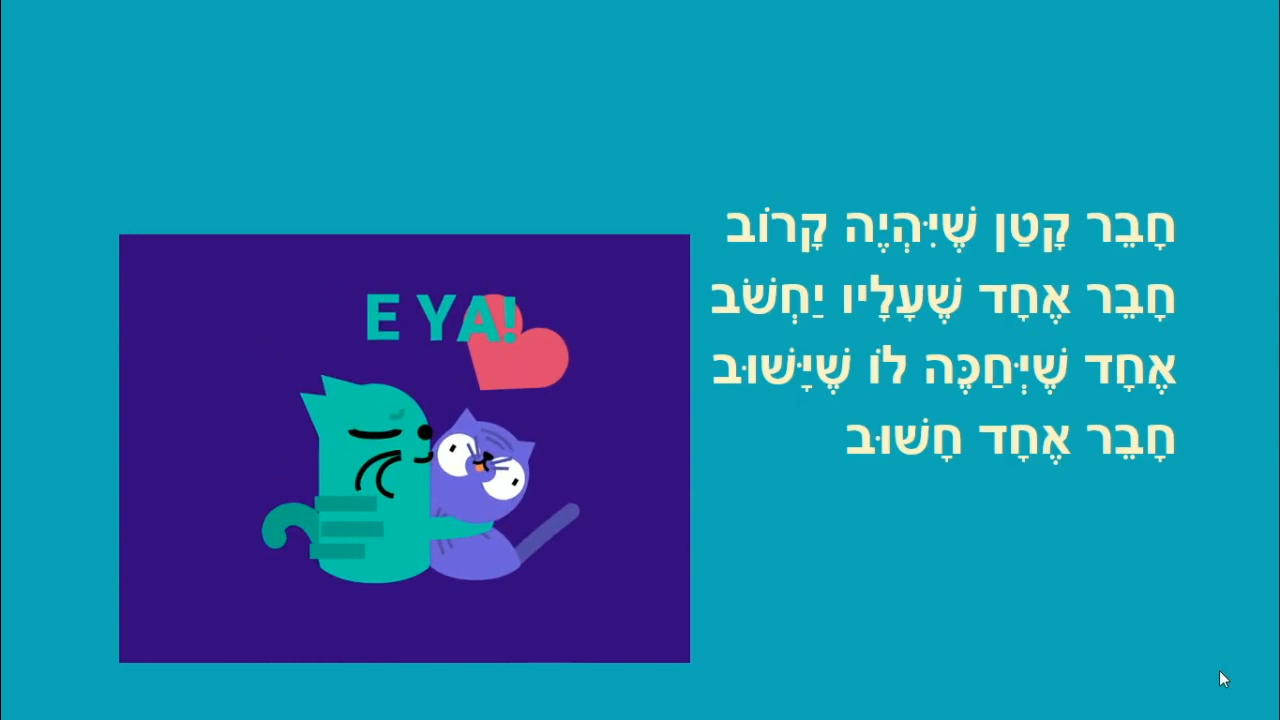 חָבֵר קָטַן שֶׁיִּהְיֶה קָרוֹב
חָבֵר אֶחָד שֶׁעָלָיו יַחְשֹׁב
אֶחָד שֶׁיְּחַכֶּה לוֹ שֶׁיָּשׁוּב
חָבֵר אֶחָד חָשׁוּב
E YA!